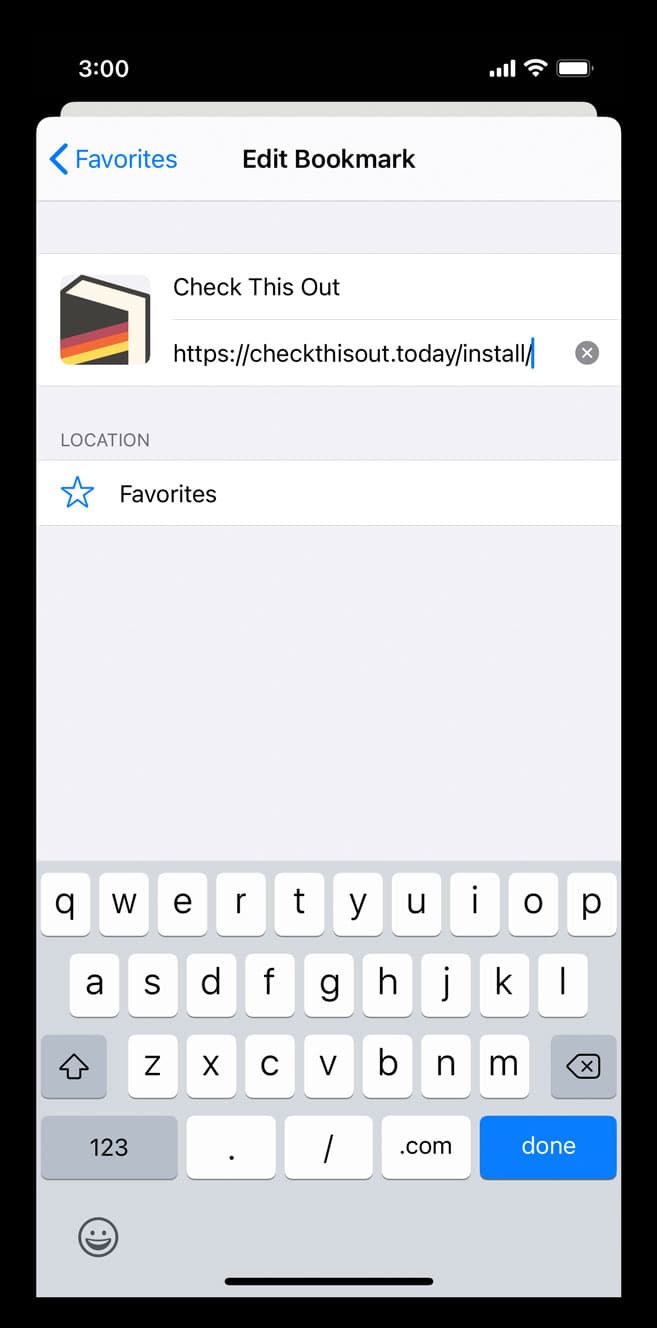 3:00
Favorites
Edit Bookmark
Check This Out
https://checkthisout.today/install/
LOCATION
Favorites
q w e r t y u i o p
a s d f g h j k l
z x c v b n m
123 . / .com done